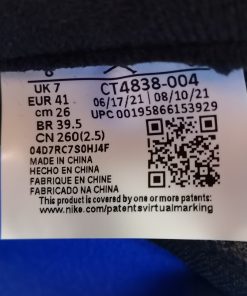 UK 7 CT4838-004
EUR 41 06/17/21 08/10/21
cm 26 UPC 00195866153929
BR 39.5
CN 260(2.5)
04D7RC7S0HJ4F
MADE IN CHINA
HECHO EN CHINA
FABRIQUE EN CHINE
FABRICADO NA CHINA
This product is covered by one or more patents
www.nike.com/patentsvirtualmarking